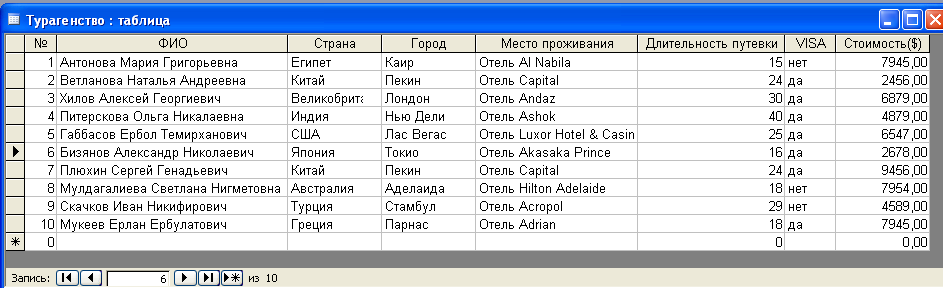 Турагенство : таблица
№ ФИО Страна Город Место проживания Длительность путевки VISA Стоимость($)
1 Антонова Мария Григорьевна Египет Каир Отель Al Nabila 15 нет 7945,00
2 Ветланова Наталья Андреевна Китай Пекин Отель Capital 24 да 2456,00
3 Хилов Алексей Георгиевич Великобрита Лондон Отель Andaz 30 да 6879,00
4 Питерскова Ольга Никалаевна Индия Нью Дели Отель Ashok 40 да 4879,00
5 Габбасов Ербол Темирханович США Лас Вегас Отель Luxor Hotel & Casin 25 да 6547,00
6 Бизянов Александр Николаевич Япония Токио Отель Akasaka Prince 16 да 2678,00
7 Плюхин Сергей Генадьевич Китай Пекин Отель Capital 24 да 9456,00
8 Мулдагалиева Светлана Нигметовна Австралия Аделаида Отель Hilton Adelaide 18 нет 7954,00
9 Скачков Иван Никифирович Турция Стамбул Отель Acropol 29 нет 4589,00
10 Мукеев Ерлан Ербулатович Греция Парнас Отель Adrian 18 да 7945,00
0 0 0,00
Запись: 6 из 10